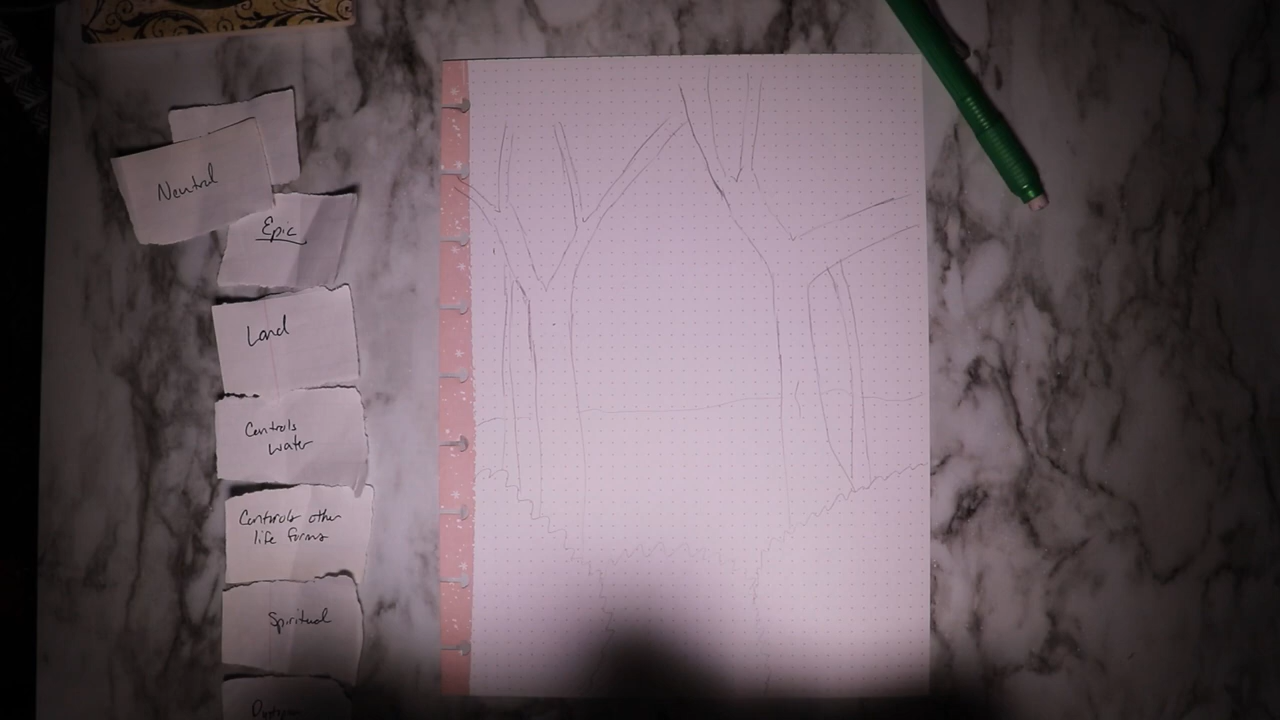 Neutral
Epic
Land
Controls
water
Controls other
life forms
Spiritual